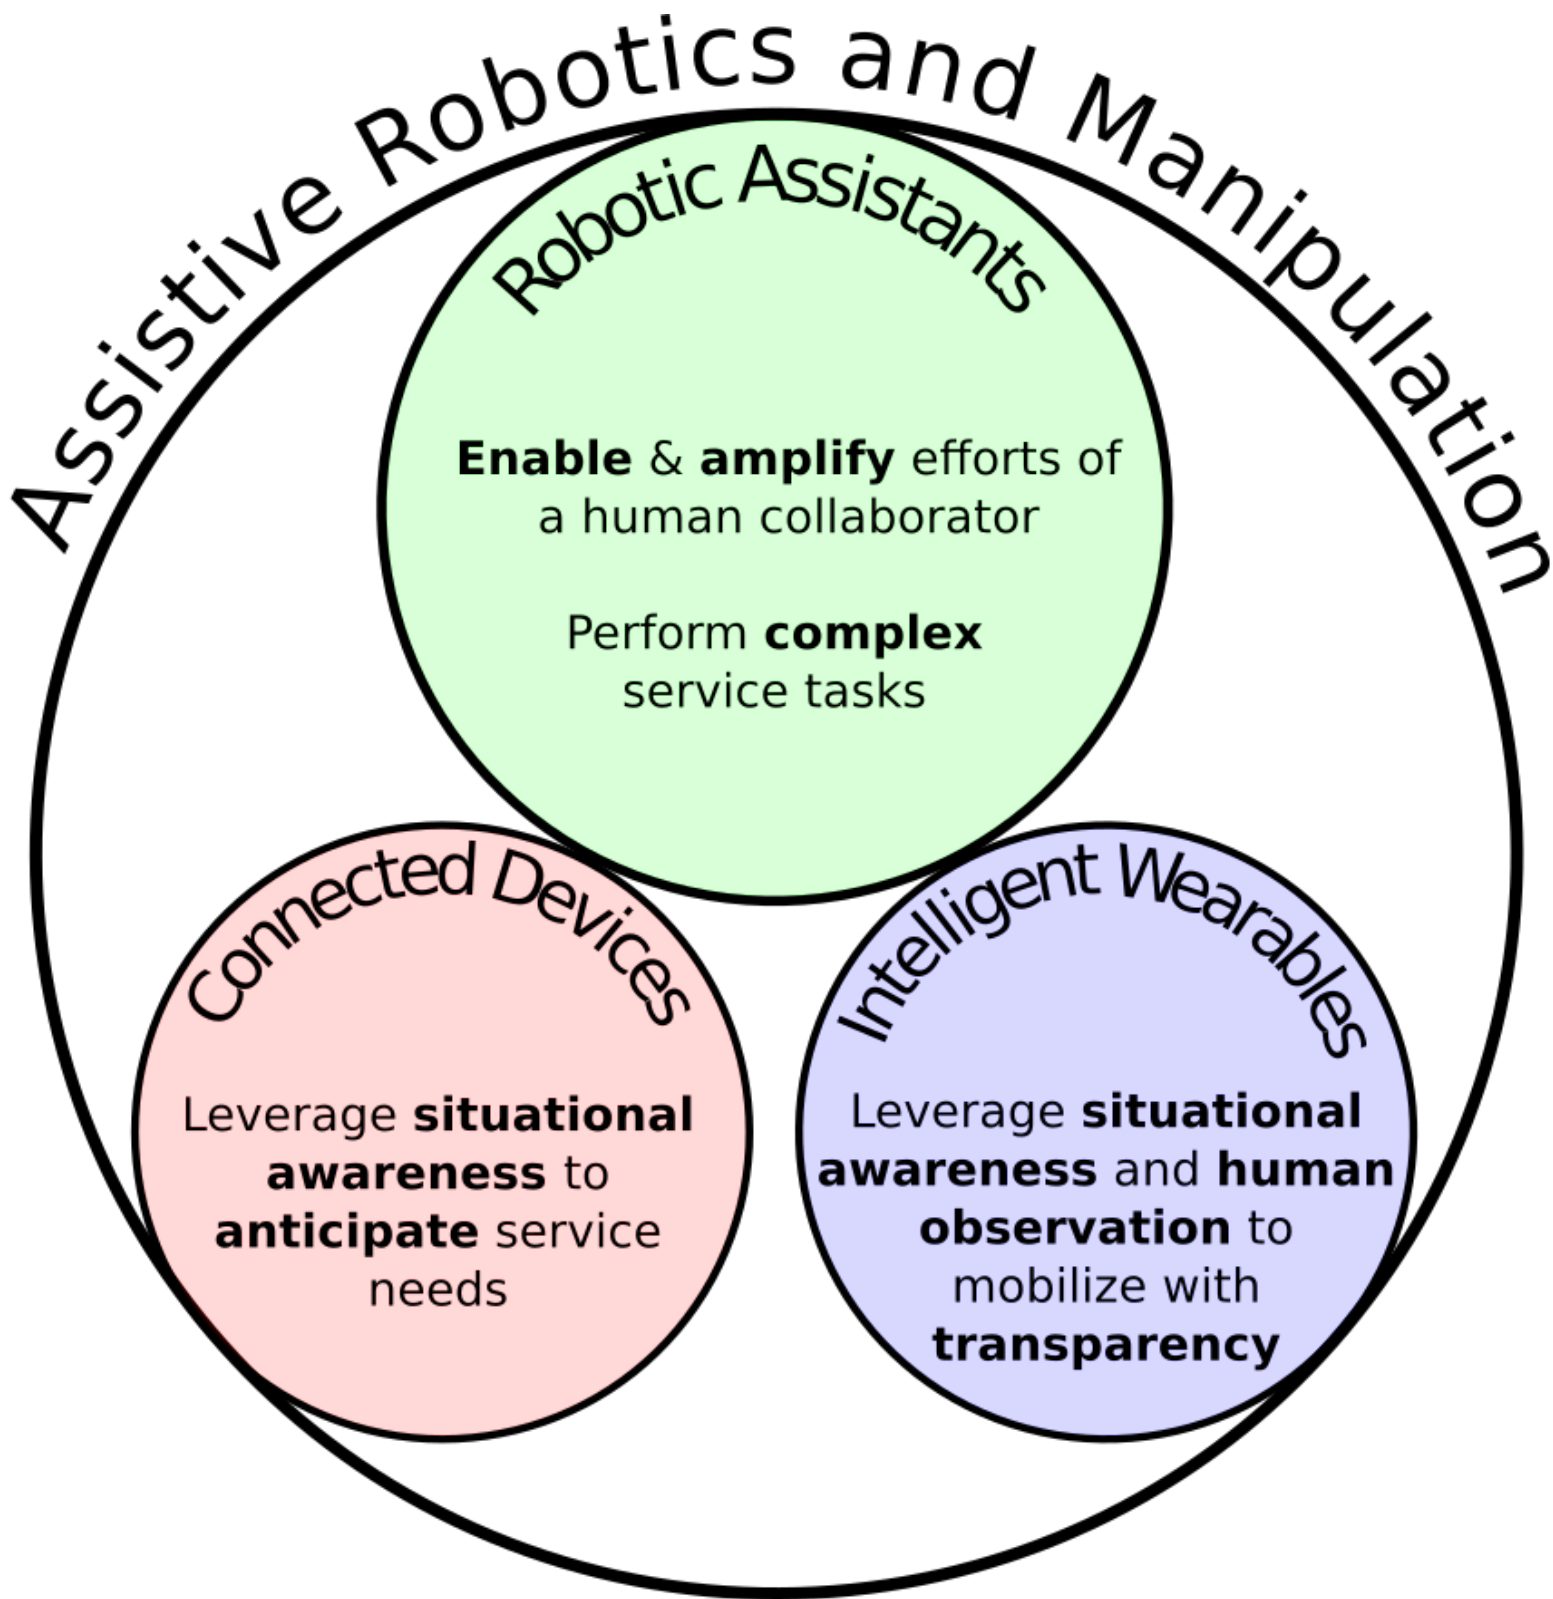 Assistive Robotics and Manipulation
Robotic Assistants
Enable & amplify efforts of
a human collaborator
Perform complex
service tasks
Connected Devices
Leverage situational
awareness to
anticipate service
needs
Intelligent Wearables
Leverage situational
awareness and human
observation to
mobilize with
transparency